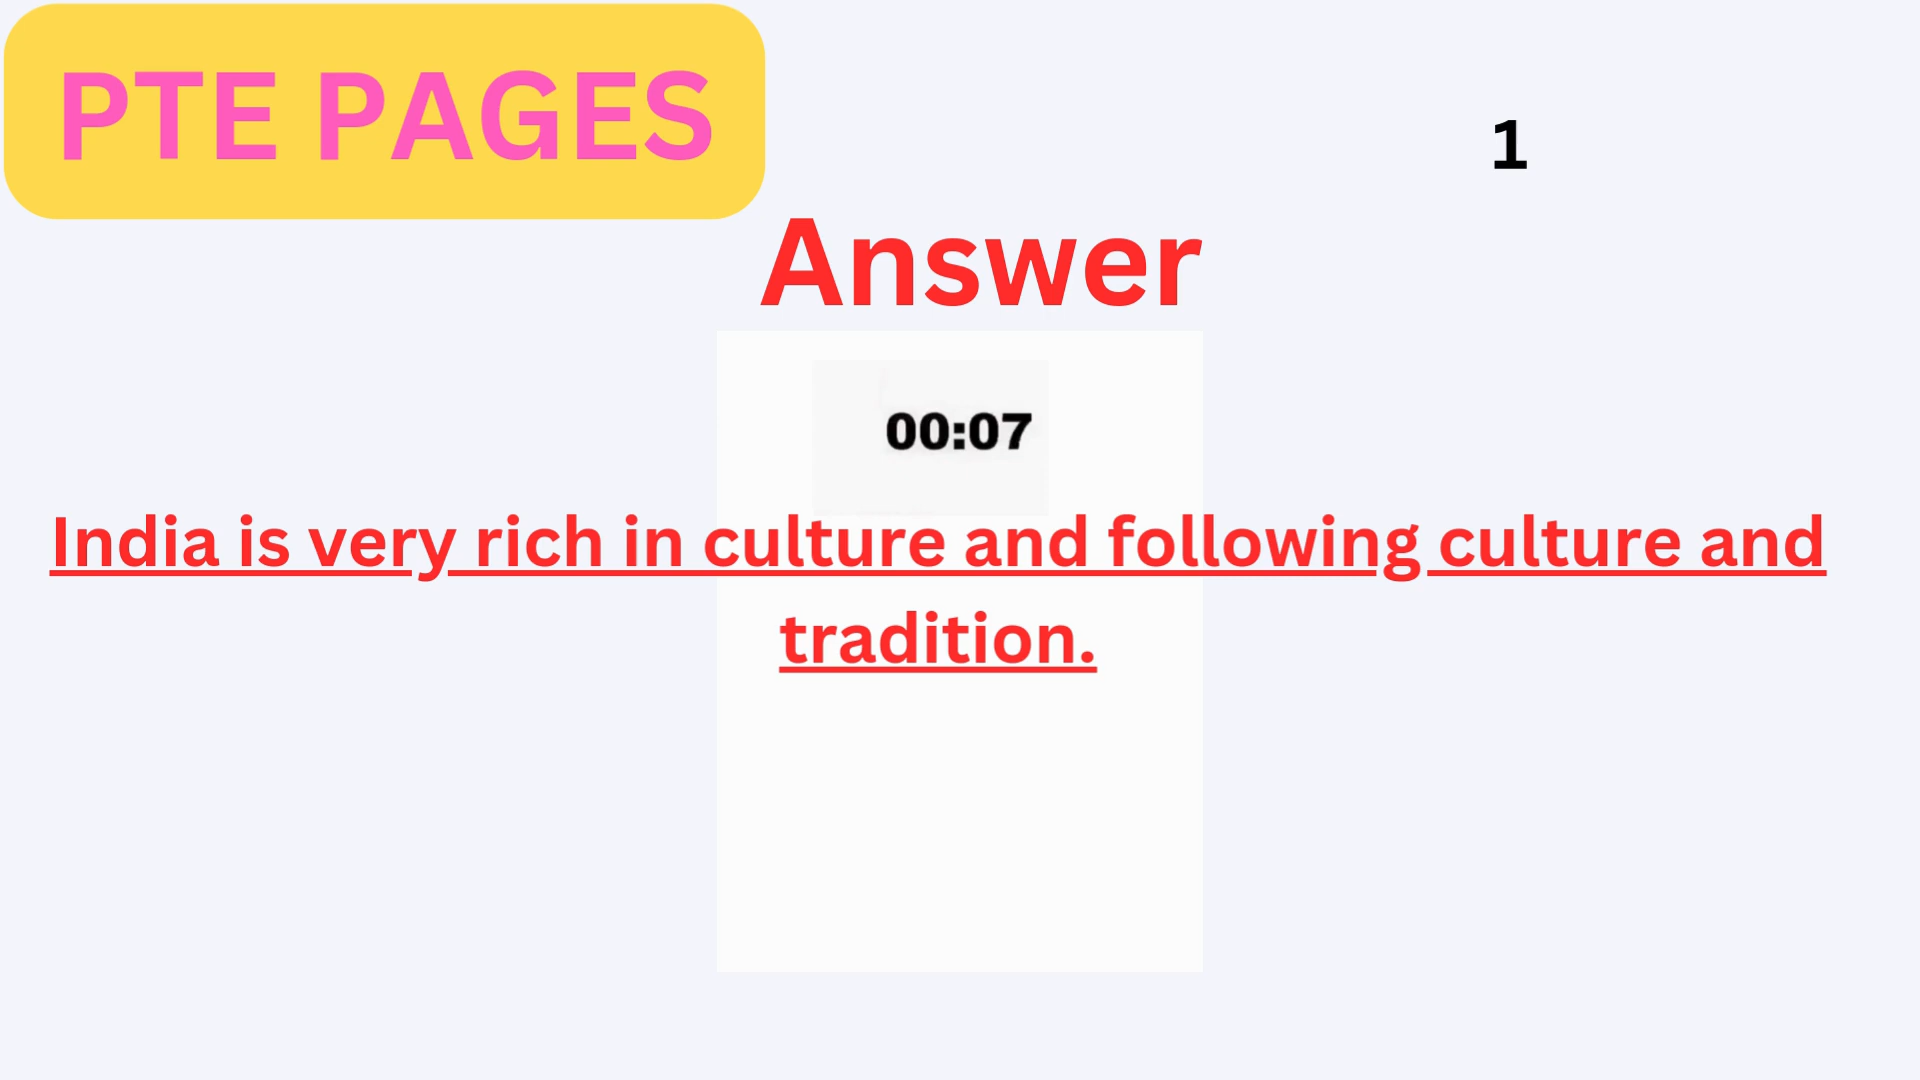 PTE PAGES
1
Answer
00:07
India is very rich in culture and following culture and
tradition.